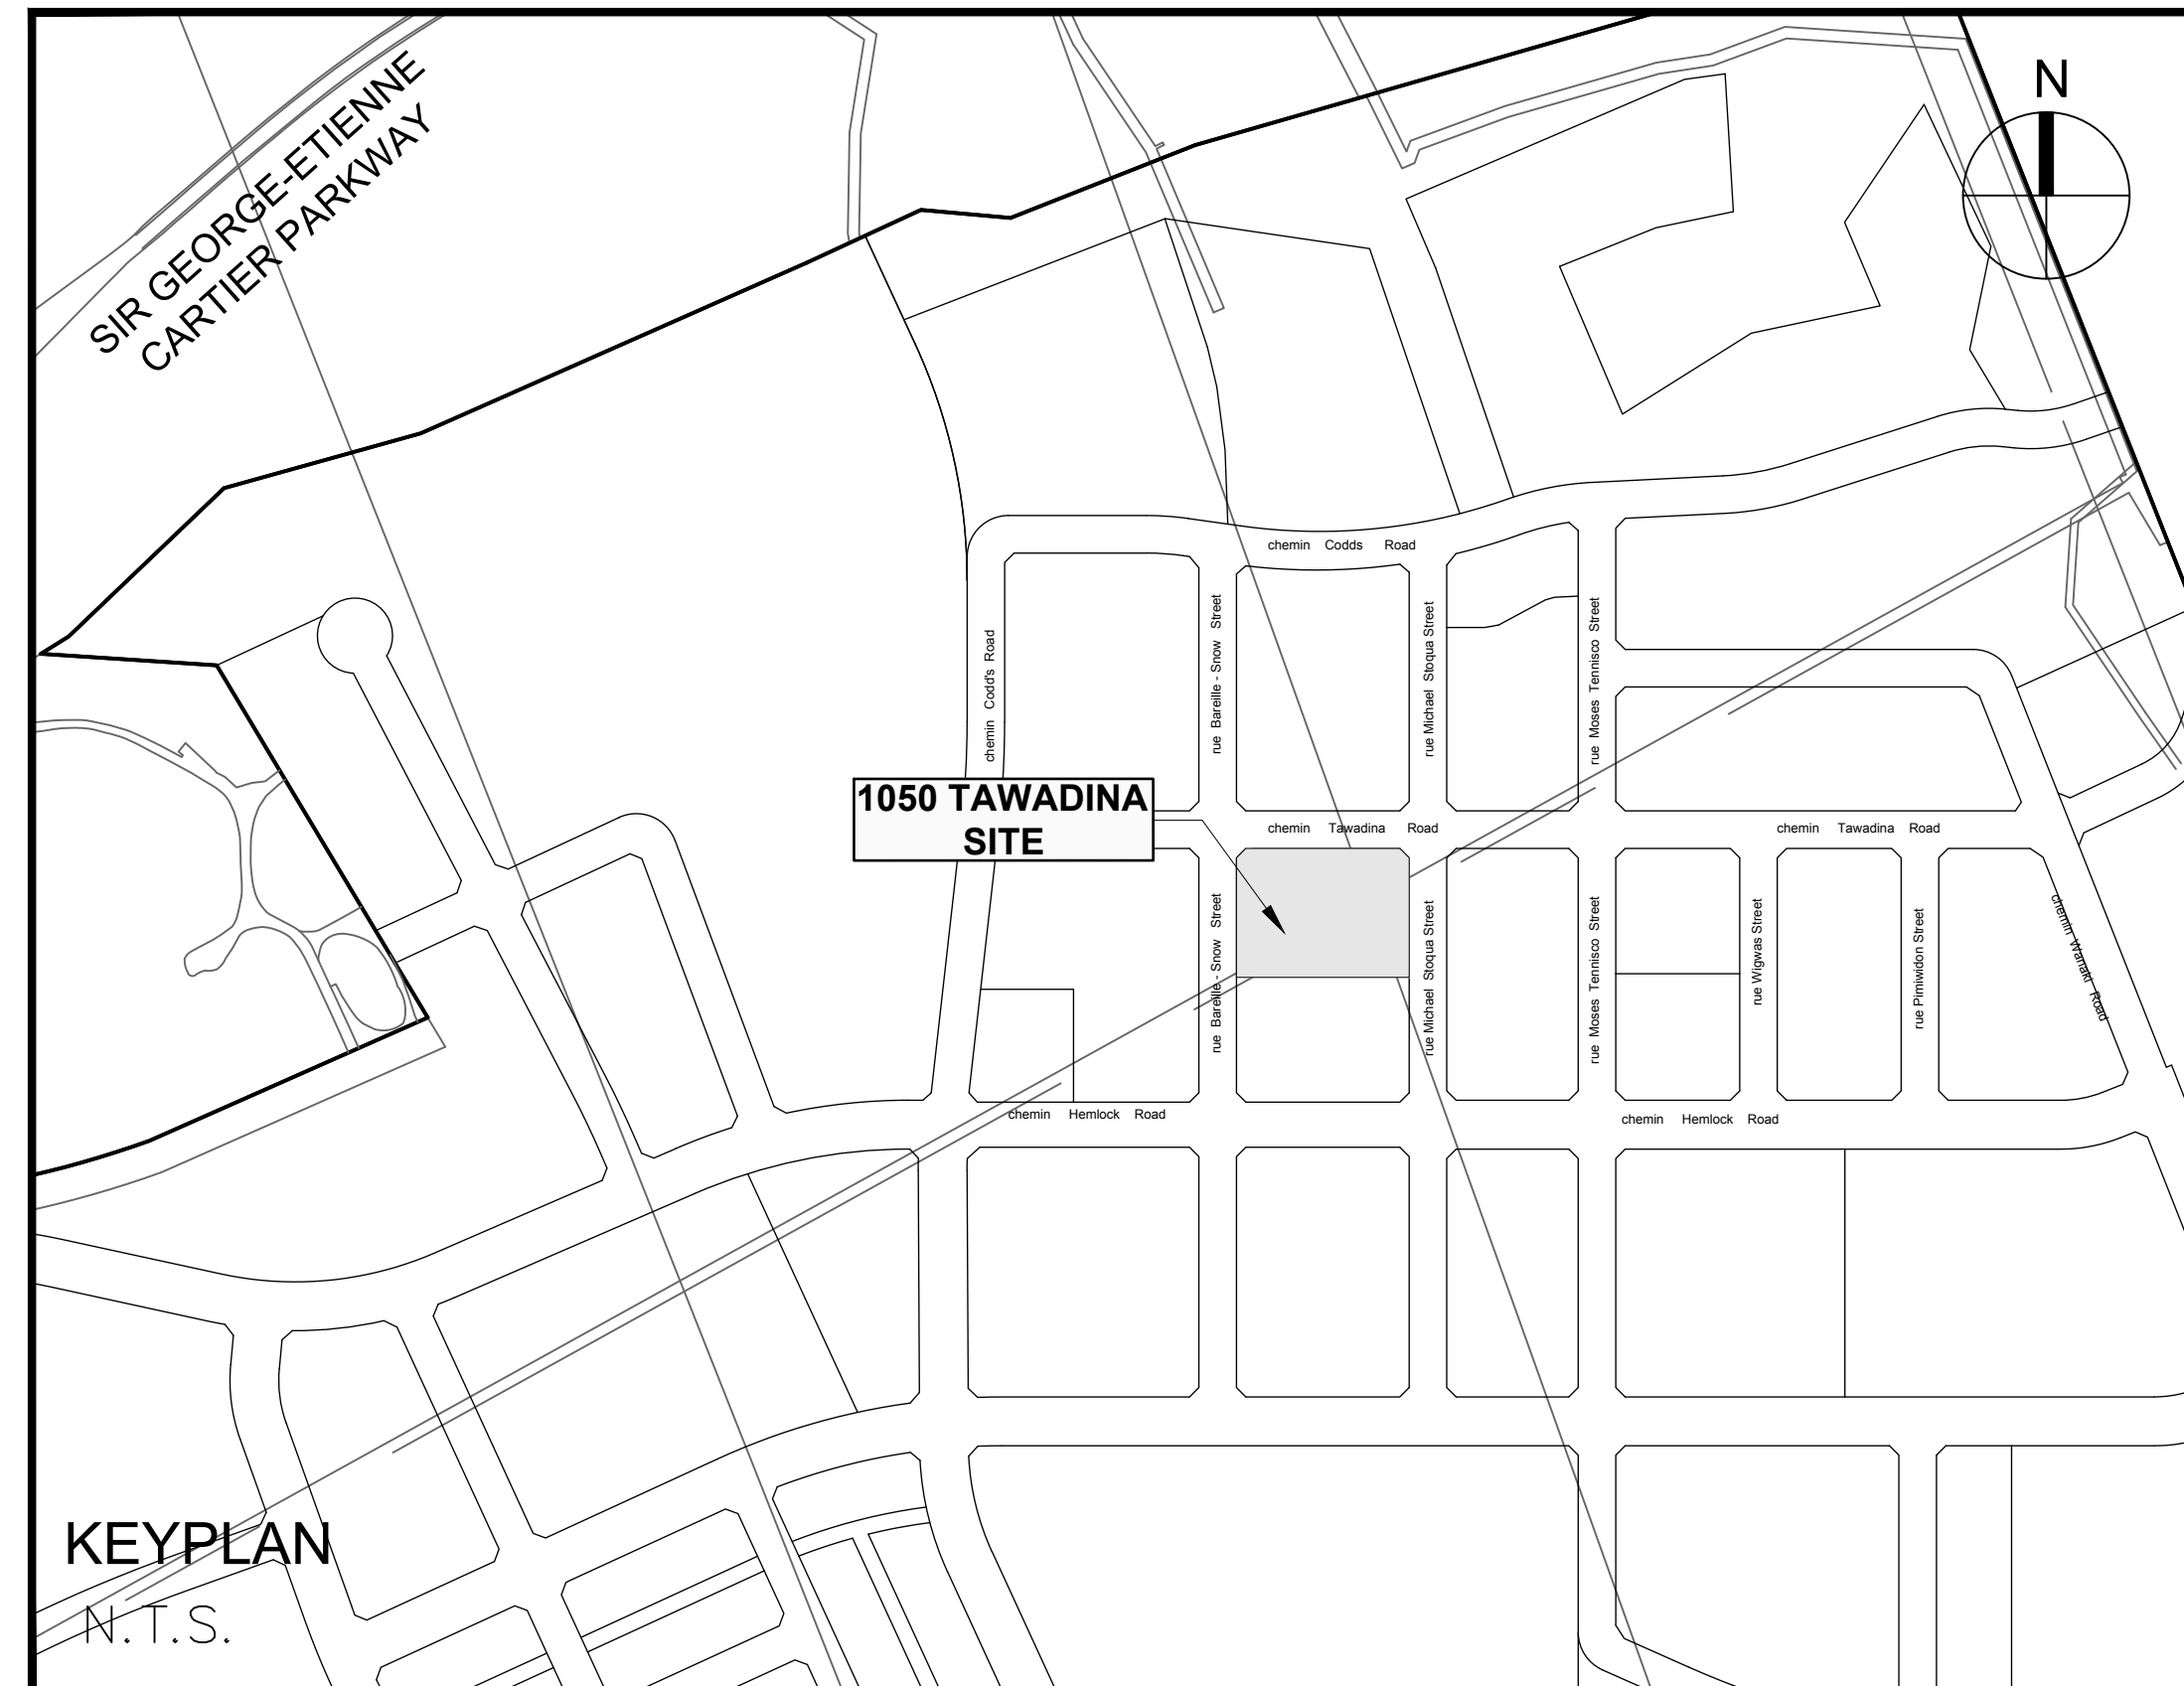 SIR GEORGE-ETIENNE
CARTIER PARKWAY
N
chemin Codds Road
chemin Codd's Road
rue Bareille - Snow Street
rue Michael Stoqua Street
rue Moses Tennisco Street
1050 TAWADINA
SITE
chemin Tawadina Road
chemin Tawadina Road
rue Bareille - Snow Street
rue Michael Stoqua Street
rue Moses Tennisco Street
rue Wigwas Street
rue Pimiwidon Street
chemin Wanaki Road
chemin Hemlock Road
chemin Hemlock Road
KEYPLAN
N.T.S.